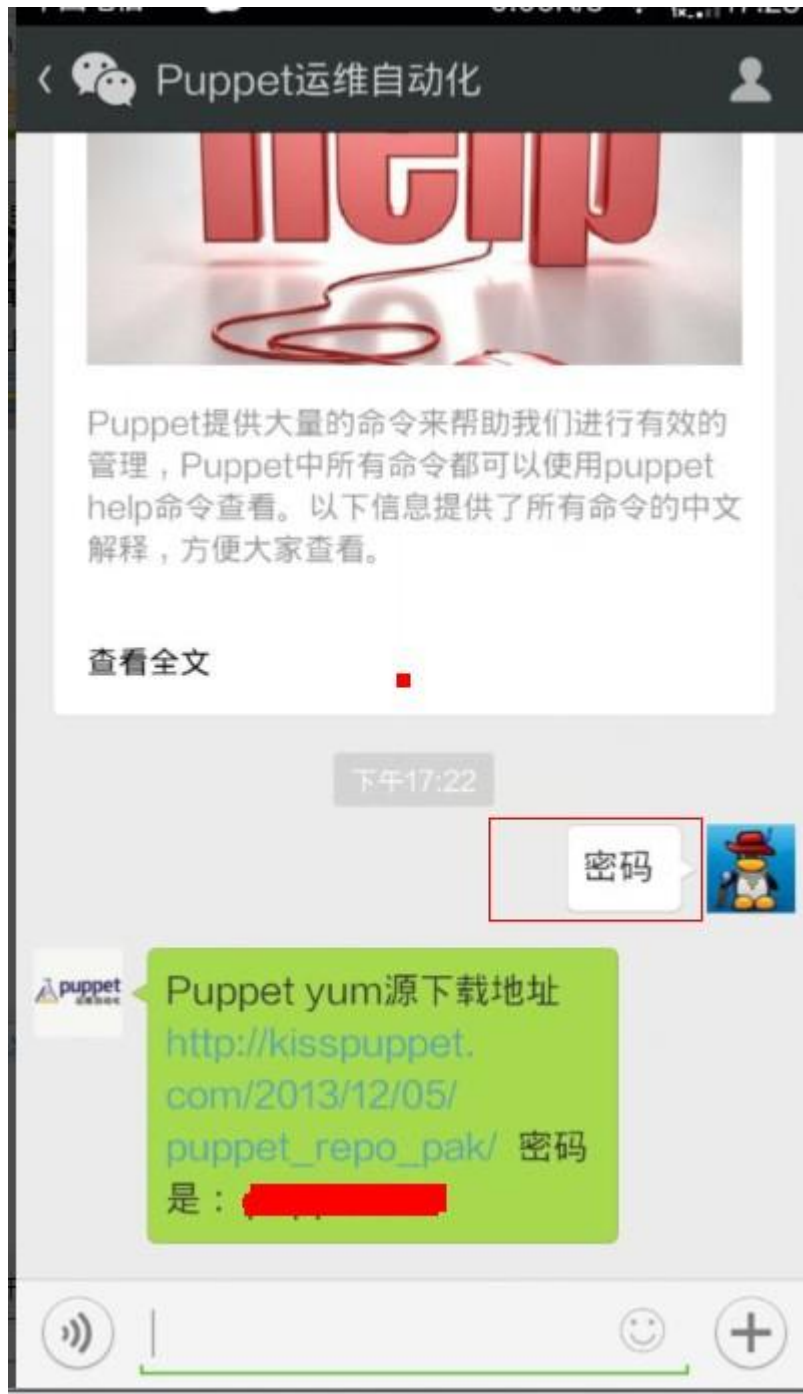 Puppet运维自动化
help
Puppet提供大量的命令来帮助我们进行有效的
管理，Puppet中所有命令都可以使用puppet
help命令查看。以下信息提供了所有命令的中文
解释，方便大家查看。
查看全文
下午17:22
密码
puppet
Puppet yum源下载地址
http://kisspuppet.
com/2013/12/05/
puppet_repo_pak/ 密码
是：